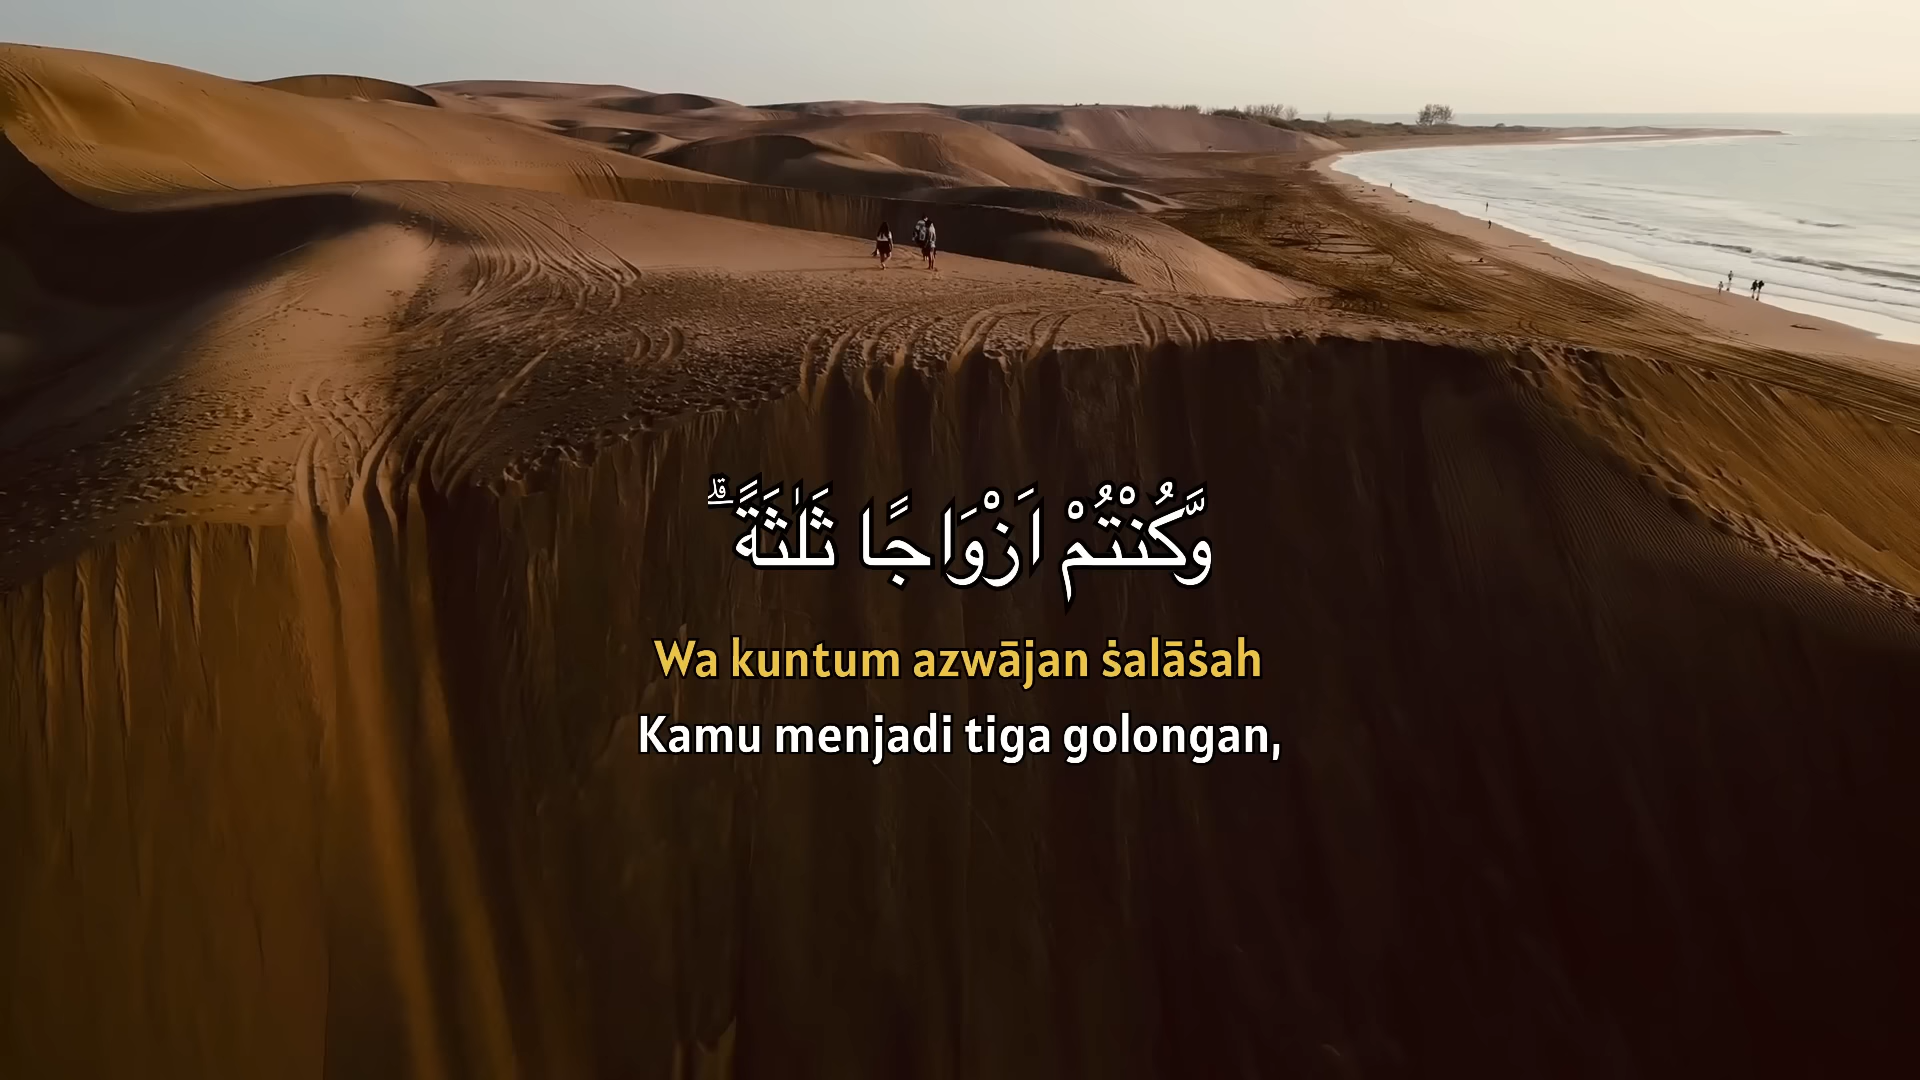 وَّكُنْتُمْ اَزْوَاجًا ثَلٰثَةً ۗ
Wa kuntum azwājan ṡalāṡah
Kamu menjadi tiga golongan,